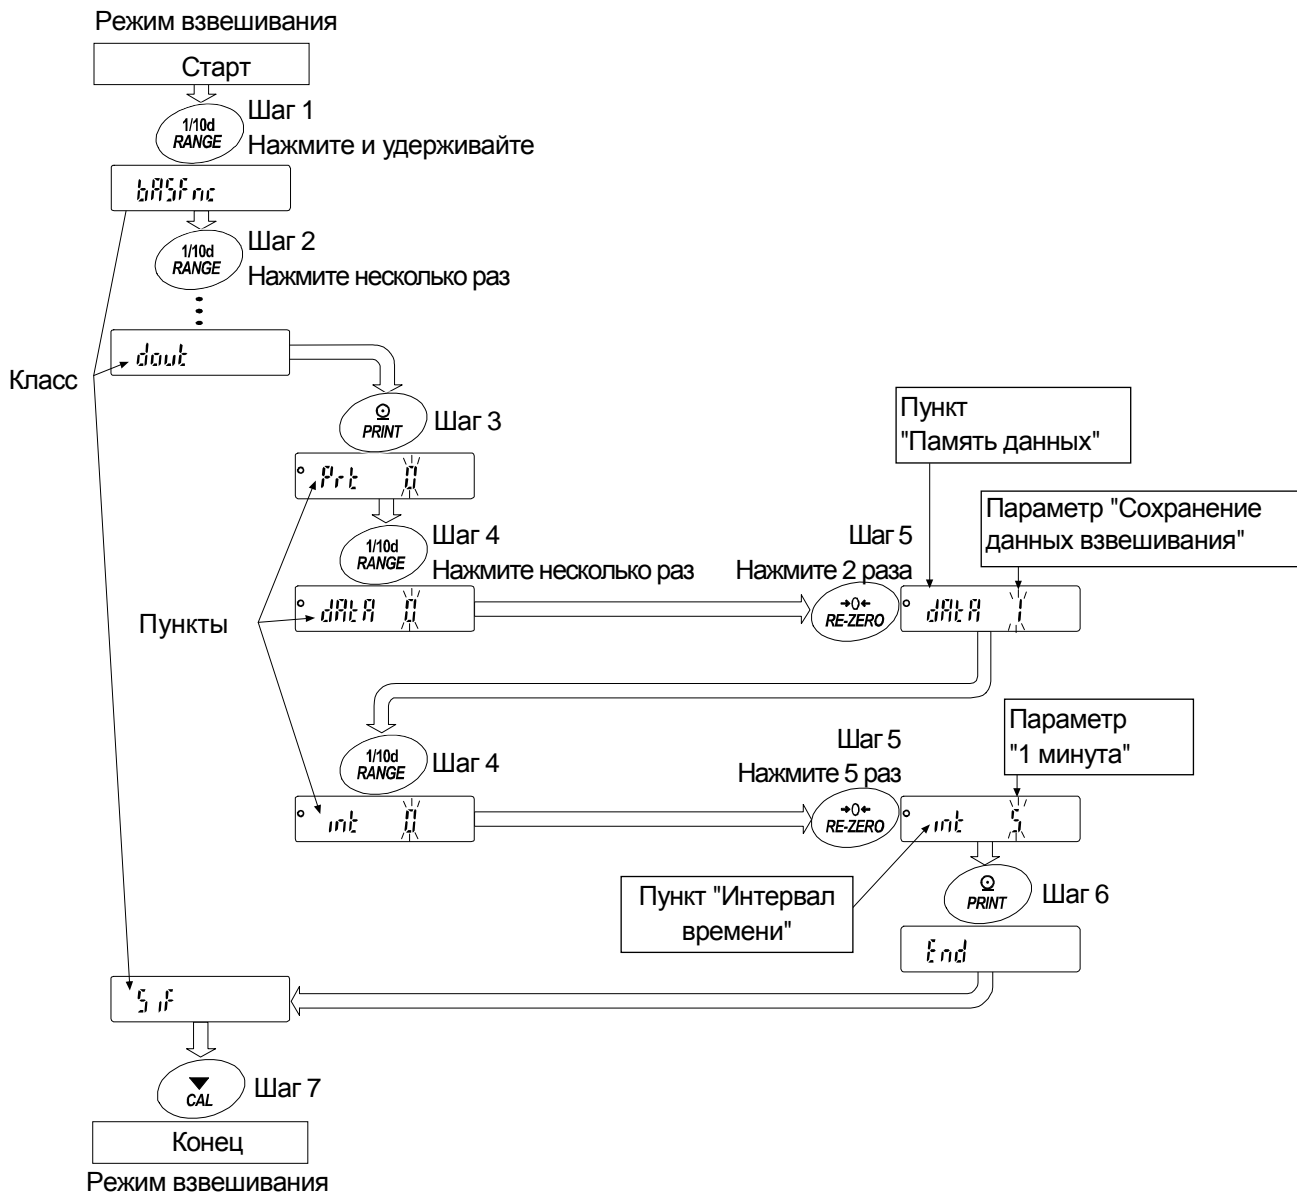 Режим взвешивания
Старт
1/10d
RANGE
Шаг 1
Нажмите и удерживайте
bASFnc
1/10d
RANGE
Шаг 2
Нажмите несколько раз
dout
Класс
PRINT
Шаг 3
Prt 0
1/10d
RANGE
Шаг 4
Нажмите несколько раз
dAtA 0
Пункты
Шаг 5
Нажмите 2 раза
→0←
RE-ZERO
Пункт
"Память данных"
Параметр "Сохранение
данных взвешивания"
dAtA 1
1/10d
RANGE
Шаг 4
int 0
Шаг 5
Нажмите 5 раз
→0←
RE-ZERO
Параметр
"1 минута"
int 5
Пункт "Интервал
времени"
PRINT
Шаг 6
End
S iF
CAL
Шаг 7
Конец
Режим взвешивания